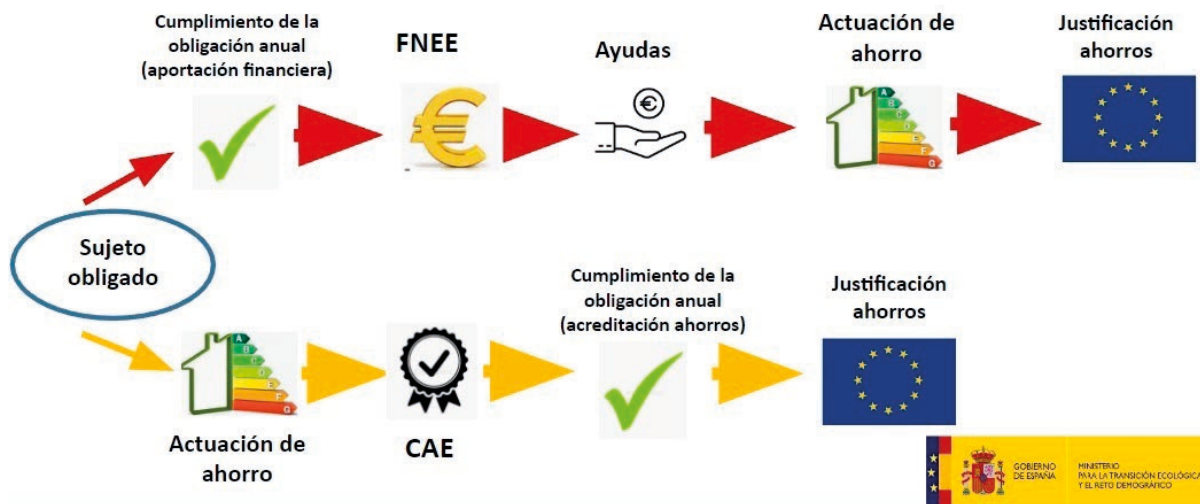 Cumplimiento de la
obligación anual
(aportación financiera)
FNEE
Ayudas
Actuación de
ahorro
Justificación
ahorros
€
€
A
B
C
D
E
F
G
Sujeto
obligado
A
B
C
D
E
F
G
Actuación de
ahorro
CAE
Cumplimiento de la
obligación anual
(acreditación ahorros)
Justificación
ahorros
GOBIERNO
DE ESPAÑA
MINISTERIO
PARA LA TRANSICIÓN ECOLÓGICA
Y EL RETO DEMOGRÁFICO